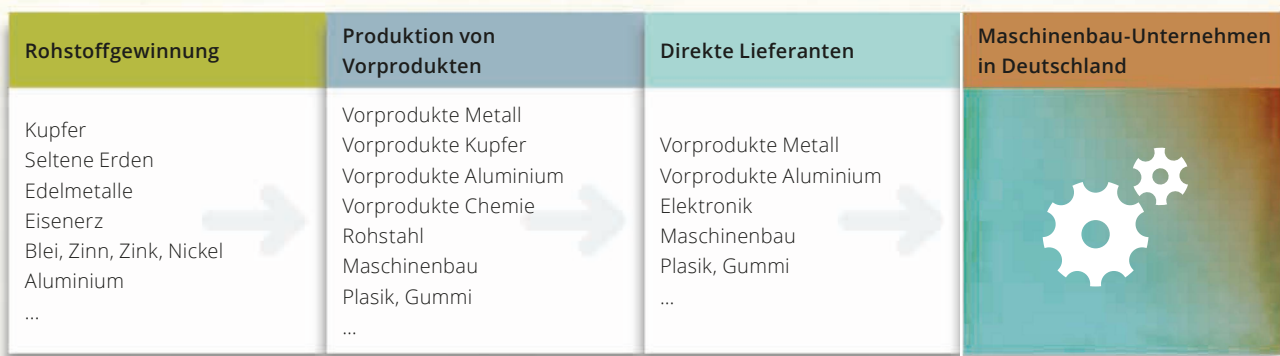 Rohstoffgewinnung
Kupfer
Seltene Erden
Edelmetalle
Eisenerz
Blei, Zinn, Zink, Nickel
Aluminium
...
Produktion von
Vorprodukten
Vorprodukte Metall
Vorprodukte Kupfer
Vorprodukte Aluminium
Vorprodukte Chemie
Rohstahl
Maschinenbau
Plasik, Gummi
...
Direkte Lieferanten
Vorprodukte Metall
Vorprodukte Aluminium
Elektronik
Maschinenbau
Plasik, Gummi
...
Maschinenbau-Unternehmen
in Deutschland